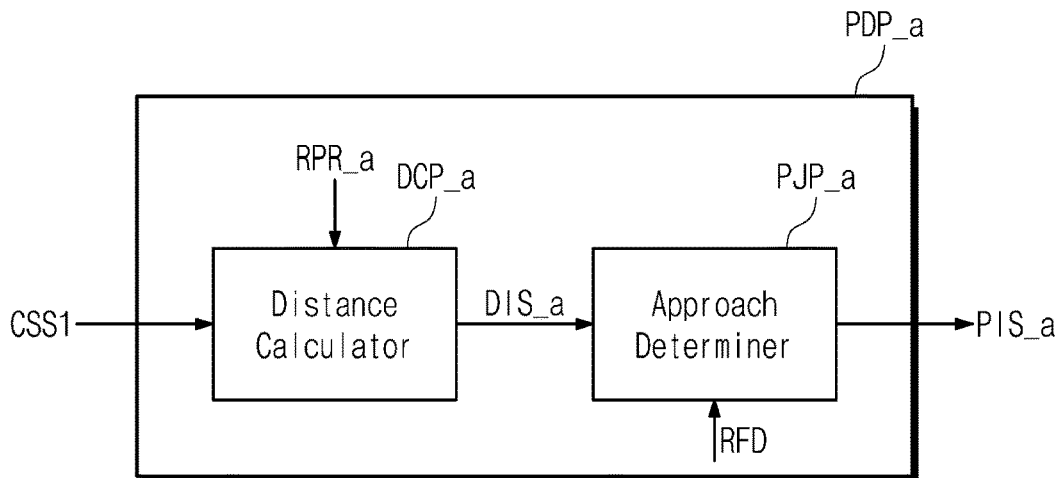 PDP_a
RPR_a
DCP_a
PJP_a
CSS1
Distance
Calculator
DIS_a
Approach
Determiner
PIS_a
RFD